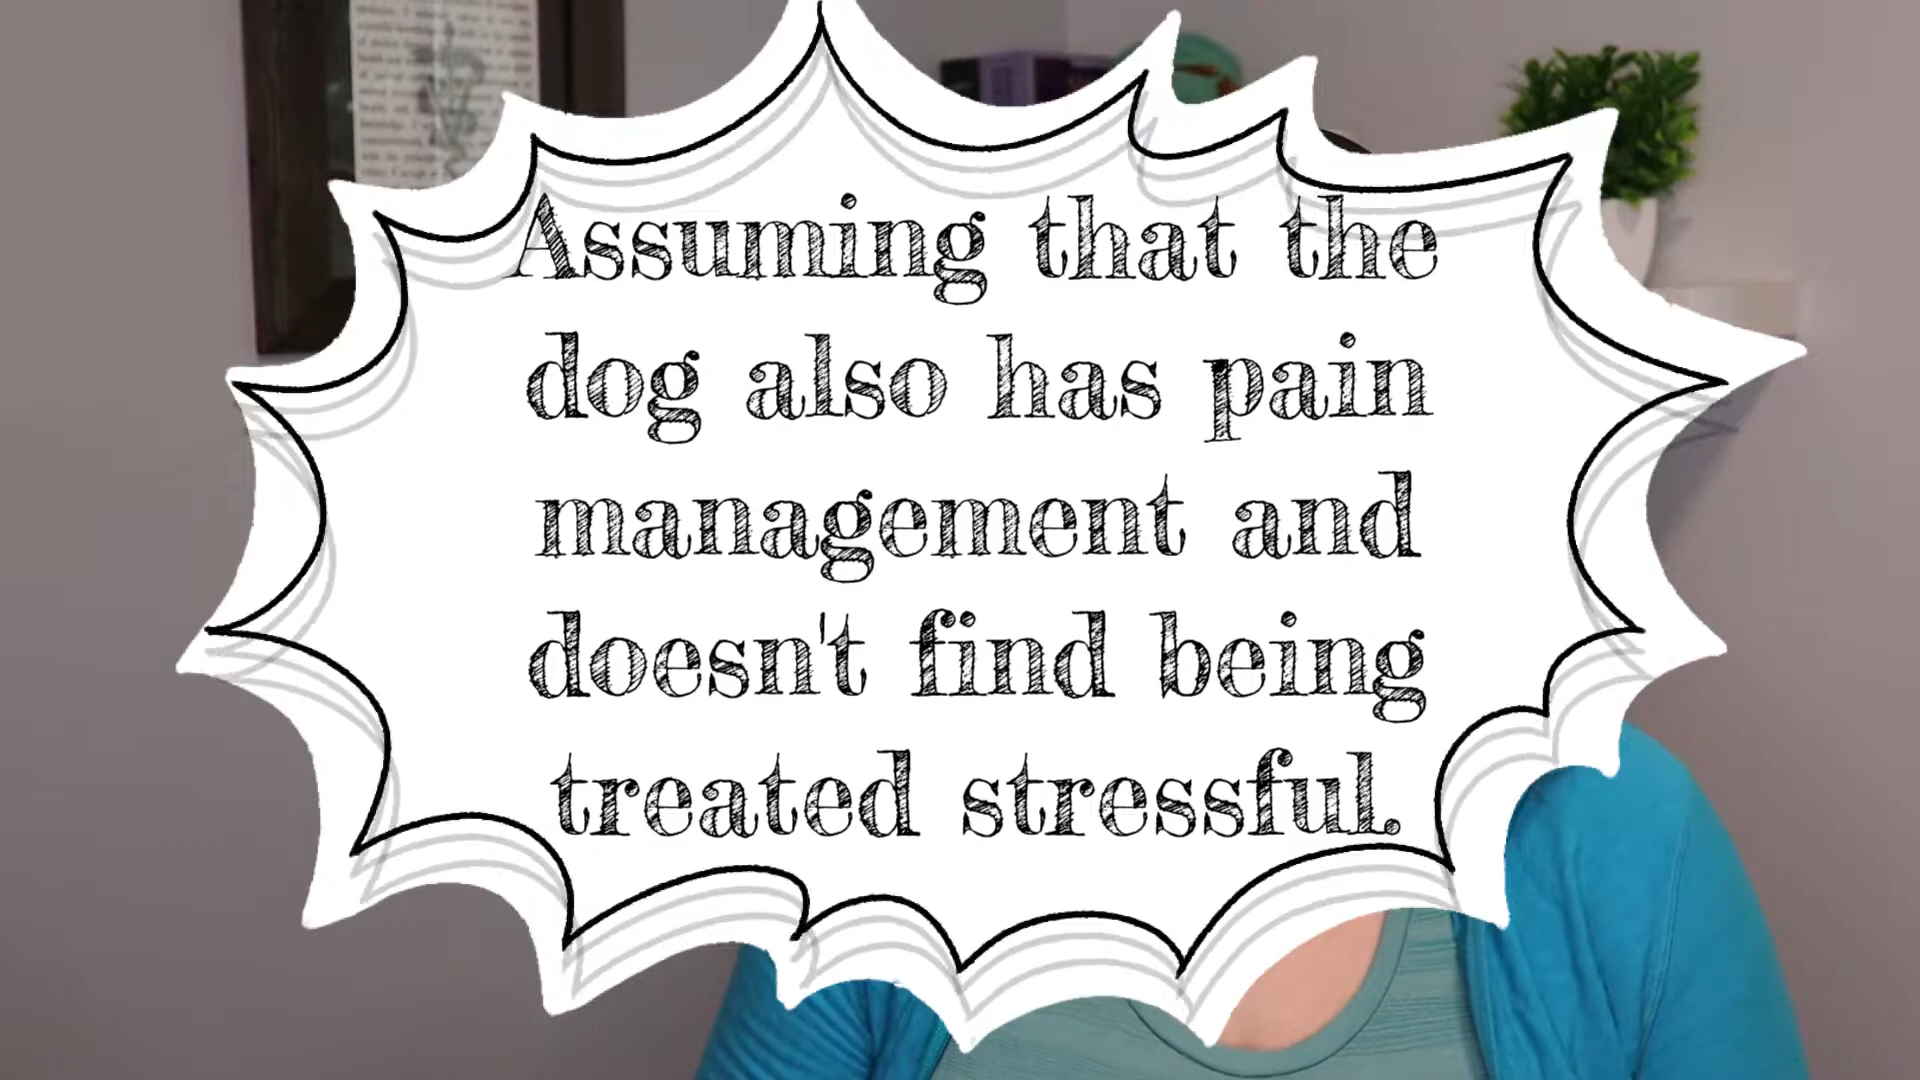 Assuming that the
dog also has pain
management and
doesn't find being
treated stressful.